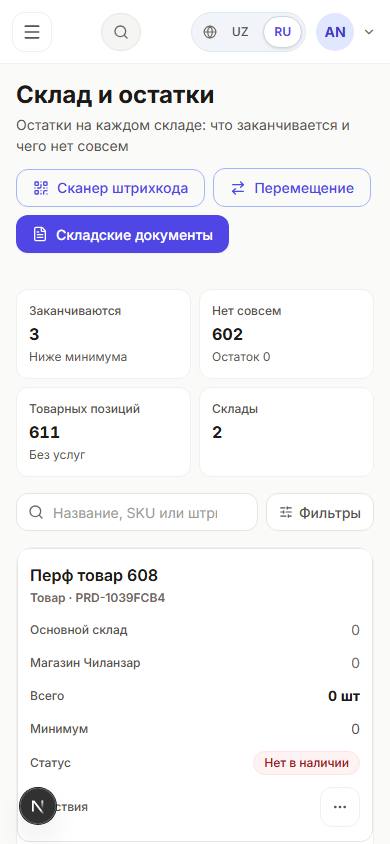 UZ RU AN
Склад и остатки
Остатки на каждом складе: что заканчивается и
чего нет совсем
Сканер штрихкода Перемещение
Складские документы
Заканчиваются
3
Ниже минимума
Нет совсем
602
Остаток 0
Товарных позиций
611
Без услуг
Склады
2
Название, SKU или штри
Фильтры
Перф товар 608
Товар · PRD-1039FCB4
Основной склад 0
Магазин Чиланзар 0
Всего 0 шт
Минимум 0
Статус Нет в наличии
N ствия ...